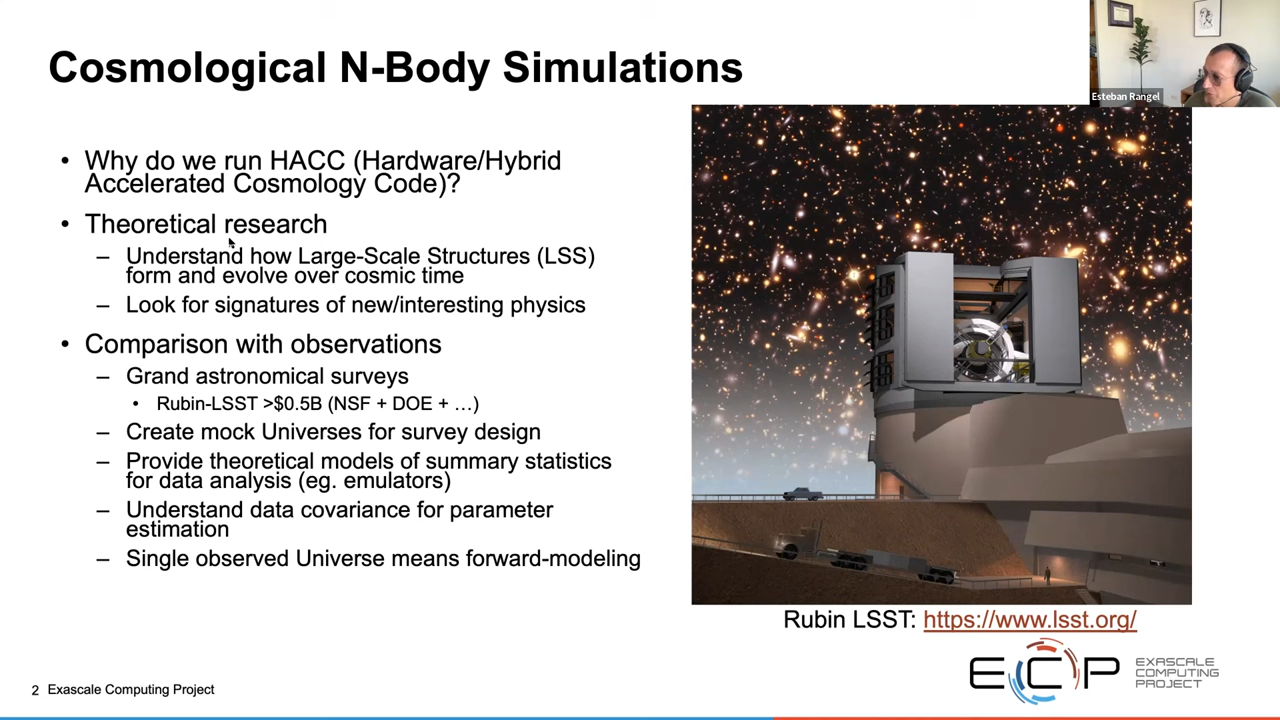 Cosmological N-Body Simulations
Esteban Rangel
• Why do we run HACC (Hardware/Hybrid
Accelerated Cosmology Code)?
• Theoretical research
– Understand how Large-Scale Structures (LSS)
form and evolve over cosmic time
– Look for signatures of new/interesting physics
• Comparison with observations
– Grand astronomical surveys
• Rubin-LSST >$0.5B (NSF + DOE + …)
– Create mock Universes for survey design
– Provide theoretical models of summary statistics
for data analysis (eg. emulators)
– Understand data covariance for parameter
estimation
– Single observed Universe means forward-modeling
Rubin LSST: https://www.lsst.org/
ECP
EXASCALE
COMPUTING
PROJECT
2 Exascale Computing Project